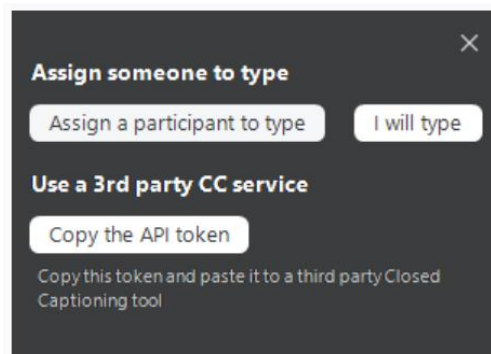 Assign someone to type
Assign a participant to type
I will type
Use a 3rd party CC service
Copy the API token
Copy this token and paste it to a third party Closed
Captioning tool